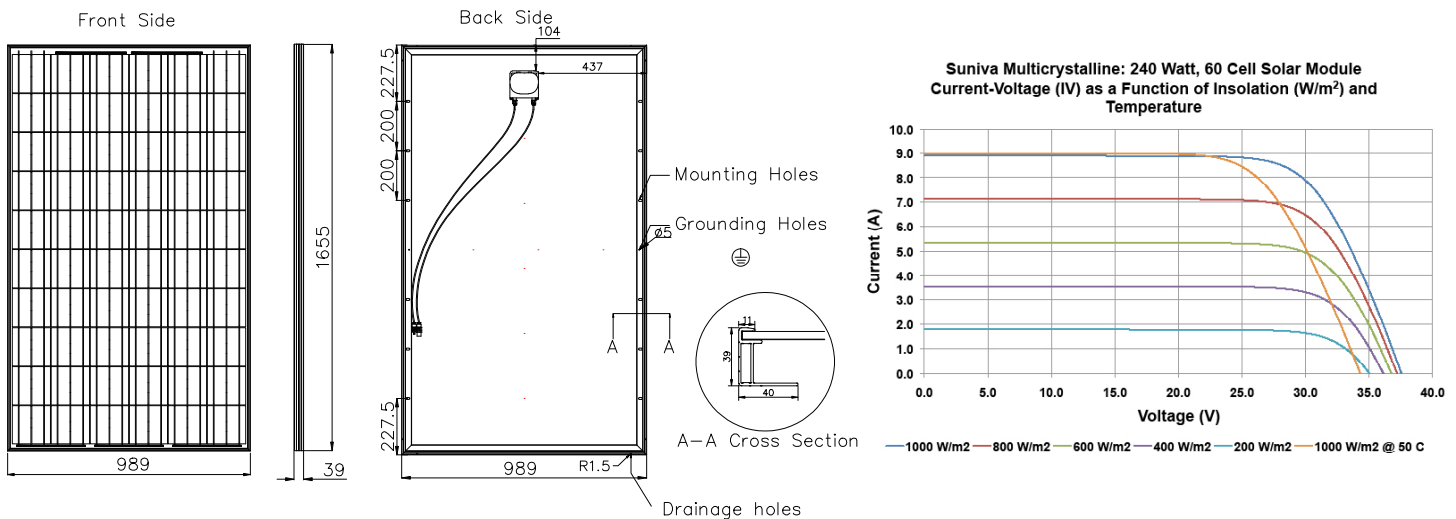 Front Side
989
1655
39
Back Side
104
437
227.5
200
200
Mounting Holes
Grounding Holes
ø5
A
A
227.5
989
R1.5
Drainage holes
11
39
40
A-A Cross Section
Suniva Multicrystalline: 240 Watt, 60 Cell Solar Module
Current-Voltage (IV) as a Function of Insolation (W/m²) and
Temperature
Current (A)
10.0
9.0
8.0
7.0
6.0
5.0
4.0
3.0
2.0
1.0
0.0
0.0 5.0 10.0 15.0 20.0 25.0 30.0 35.0 40.0
Voltage (V)
1000 W/m2 800 W/m2 600 W/m2 400 W/m2 200 W/m2 1000 W/m2 @ 50 C